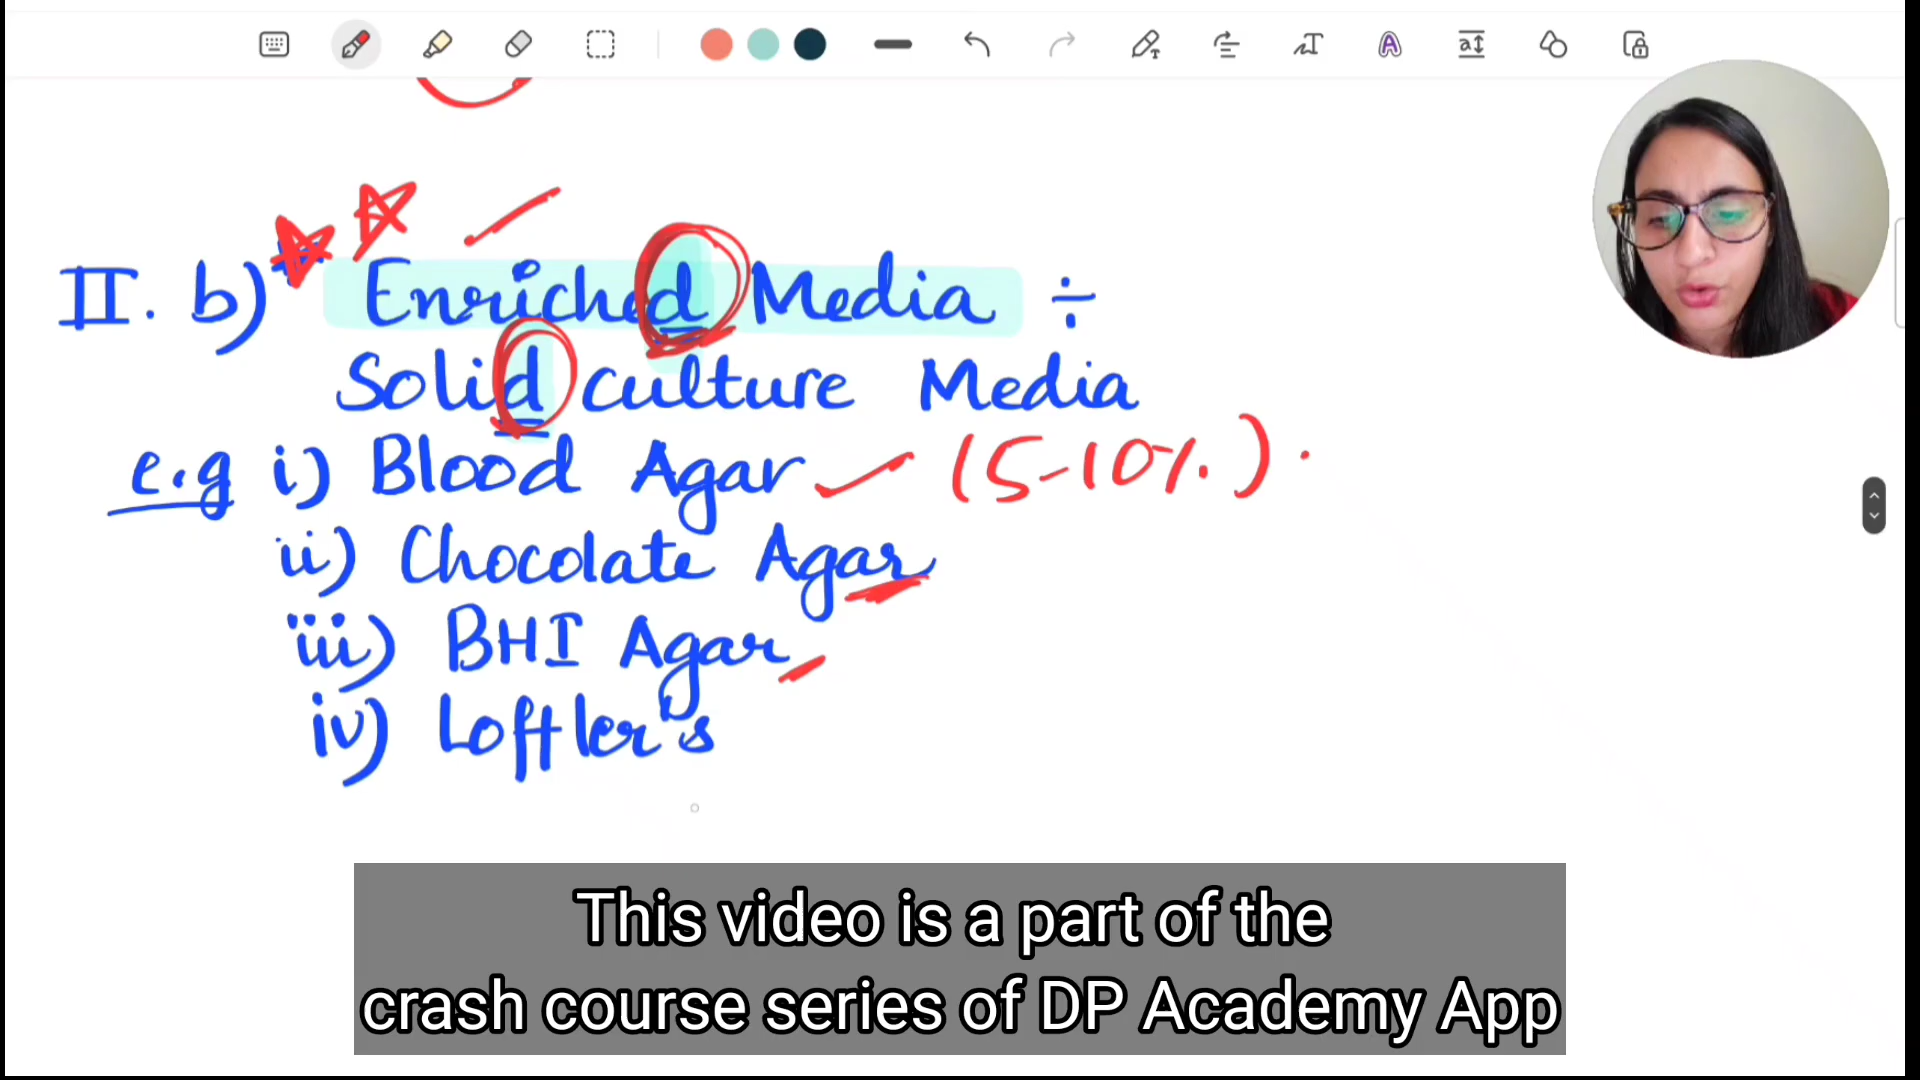 II. b) Enriched Media ÷
Solid culture Media
e.g i) Blood Agar (5-10%).
ii) Chocolate Agar
iii) BHI Agar
iv) Loffler's
This video is a part of the
crash course series of DP Academy App